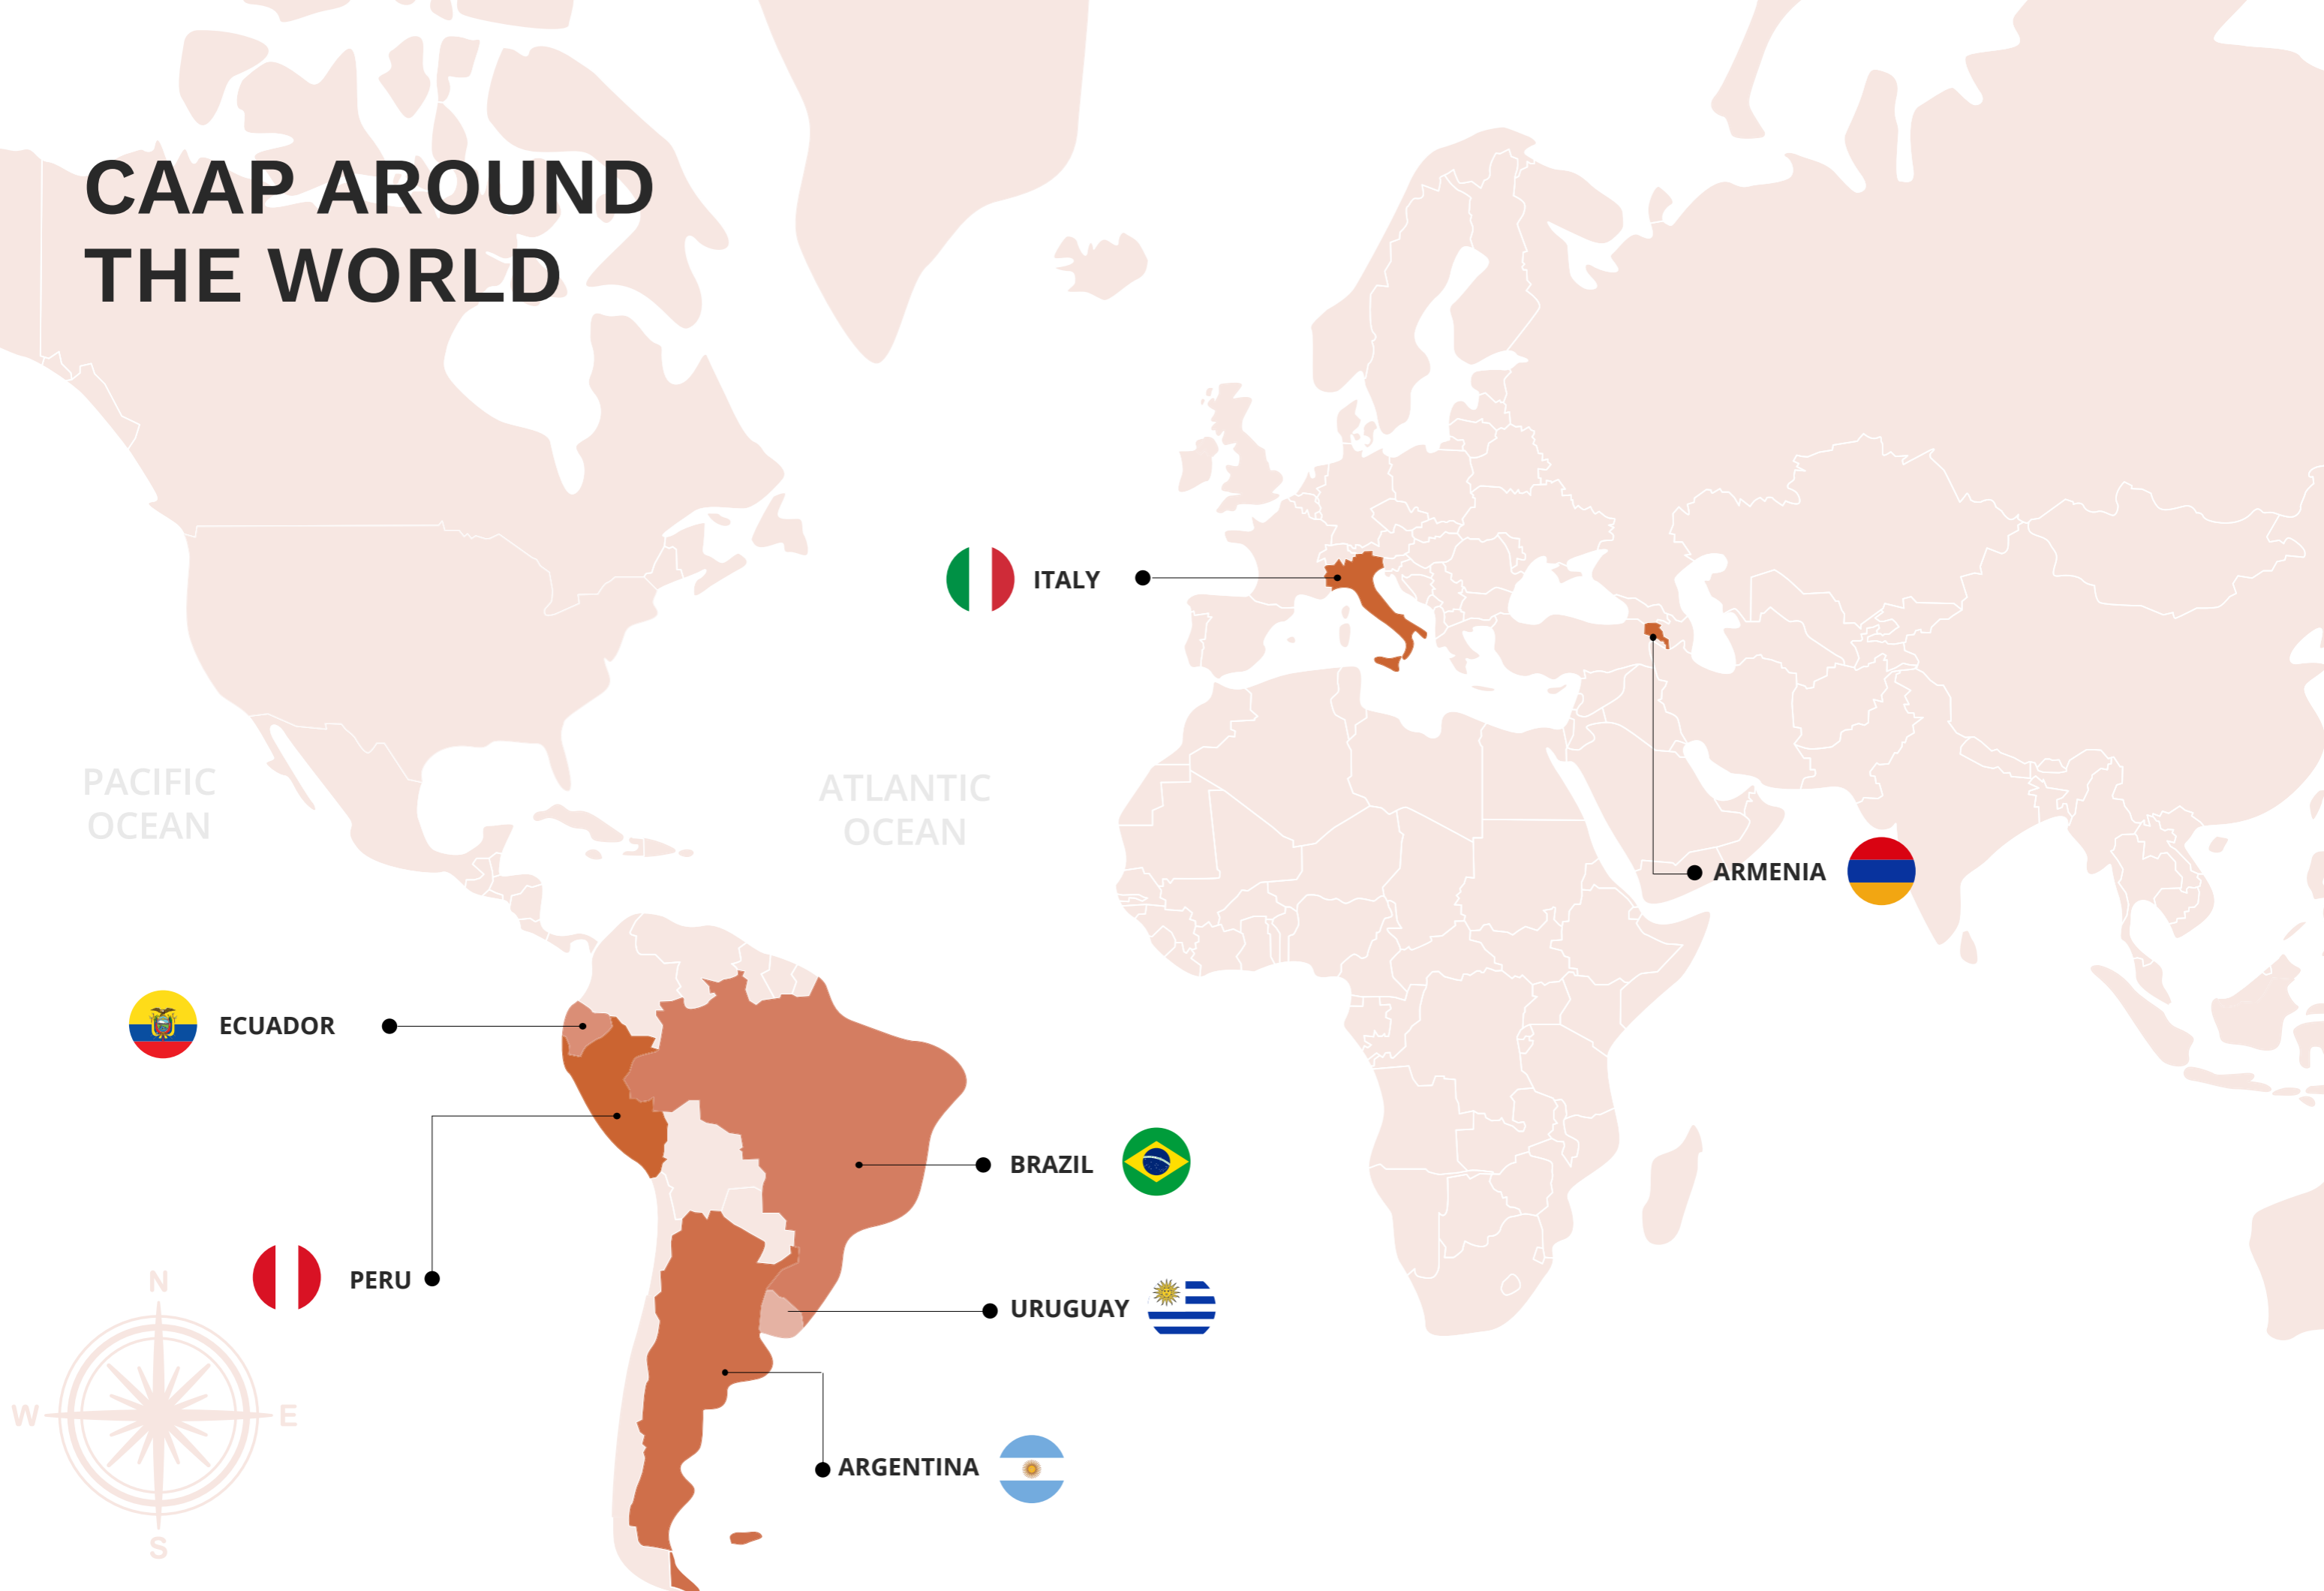 CAAP AROUND
THE WORLD
ITALY
PACIFIC
OCEAN
ATLANTIC
OCEAN
ARMENIA
ECUADOR
BRAZIL
PERU
URUGUAY
ARGENTINA
N
W
E
S